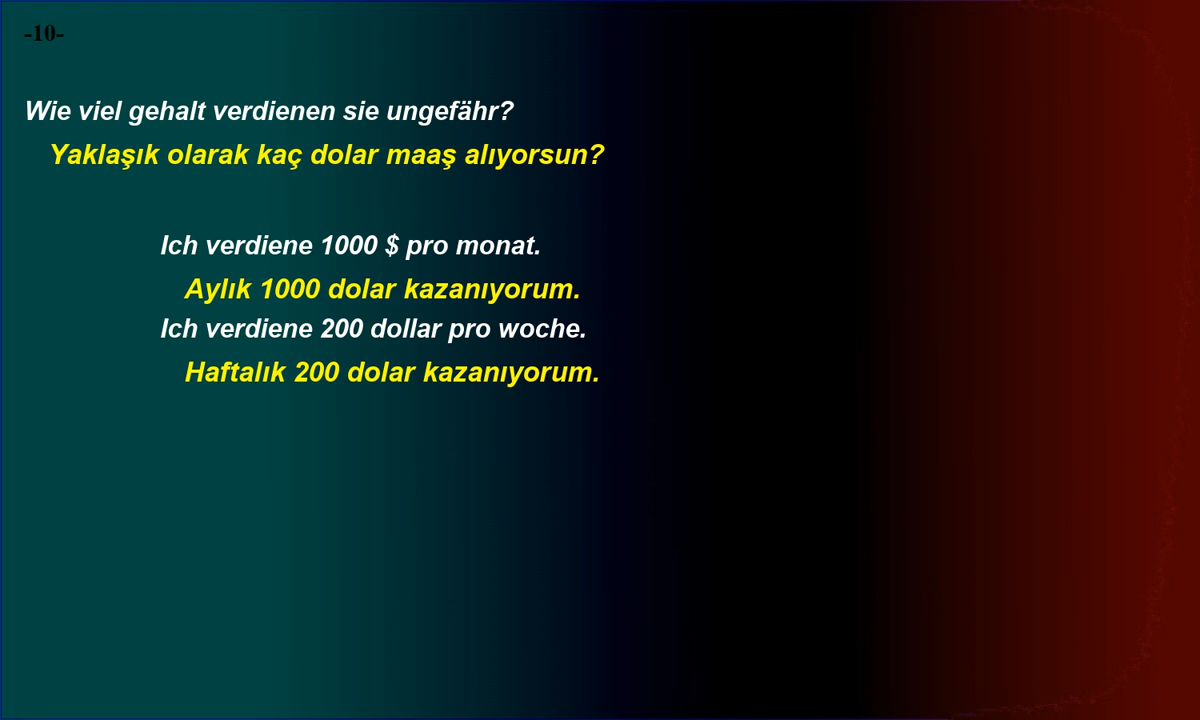 -10-
Wie viel gehalt verdienen sie ungefähr?
Yaklaşık olarak kaç dolar maaş alıyorsun?
Ich verdiene 1000 $ pro monat.
Aylık 1000 dolar kazanıyorum.
Ich verdiene 200 dollar pro woche.
Haftalık 200 dolar kazanıyorum.